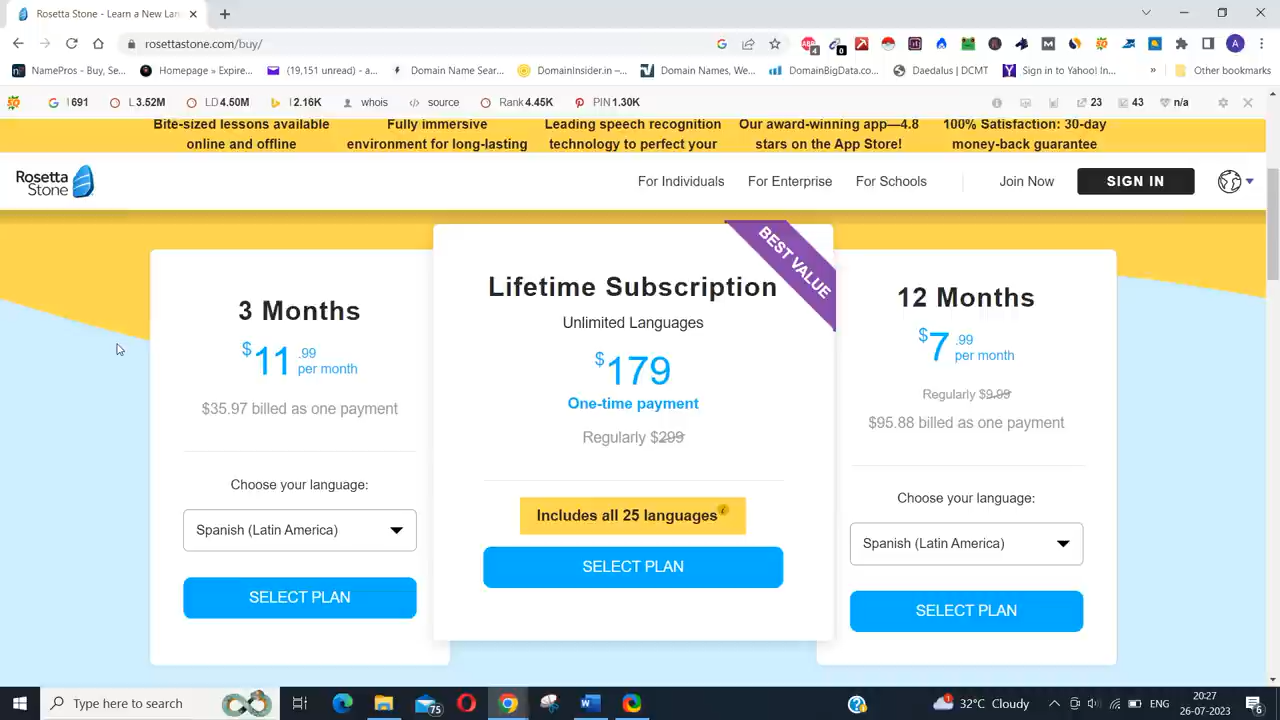 Rosetta Stone - Learn a New Lan
rosettastone.com/buy/
4
0
A
NamePros - Buy, Se...
Homepage » Expire...
(19,151 unread) - a...
Domain Name Sear...
DomainInsider.in –...
Domain Names, We...
DomainBigData.co...
Daedalus | DCMT
Sign in to Yahoo! In...
»
Other bookmarks
I 691
L 3.52M
LD 4.50M
I 2.16K
whois
source
Rank 4.45K
PIN 1.30K
23
43
n/a
Bite-sized lessons available
online and offline
Fully immersive
environment for long-lasting
Leading speech recognition
technology to perfect your
Our award-winning app—4.8
stars on the App Store!
100% Satisfaction: 30-day
money-back guarantee
Rosetta
Stone
For Individuals
For Enterprise
For Schools
Join Now
SIGN IN
3 Months
$11.99
per month
$35.97 billed as one payment
Choose your language:
Spanish (Latin America)
SELECT PLAN
BEST VALUE
Lifetime Subscription
Unlimited Languages
$179
One-time payment
Regularly $299
Includes all 25 languages i
SELECT PLAN
12 Months
$7.99
per month
Regularly $9.99
$95.88 billed as one payment
Choose your language:
Spanish (Latin America)
SELECT PLAN
Type here to search
75
1
32°C Cloudy
ENG
20:27
26-07-2023
6